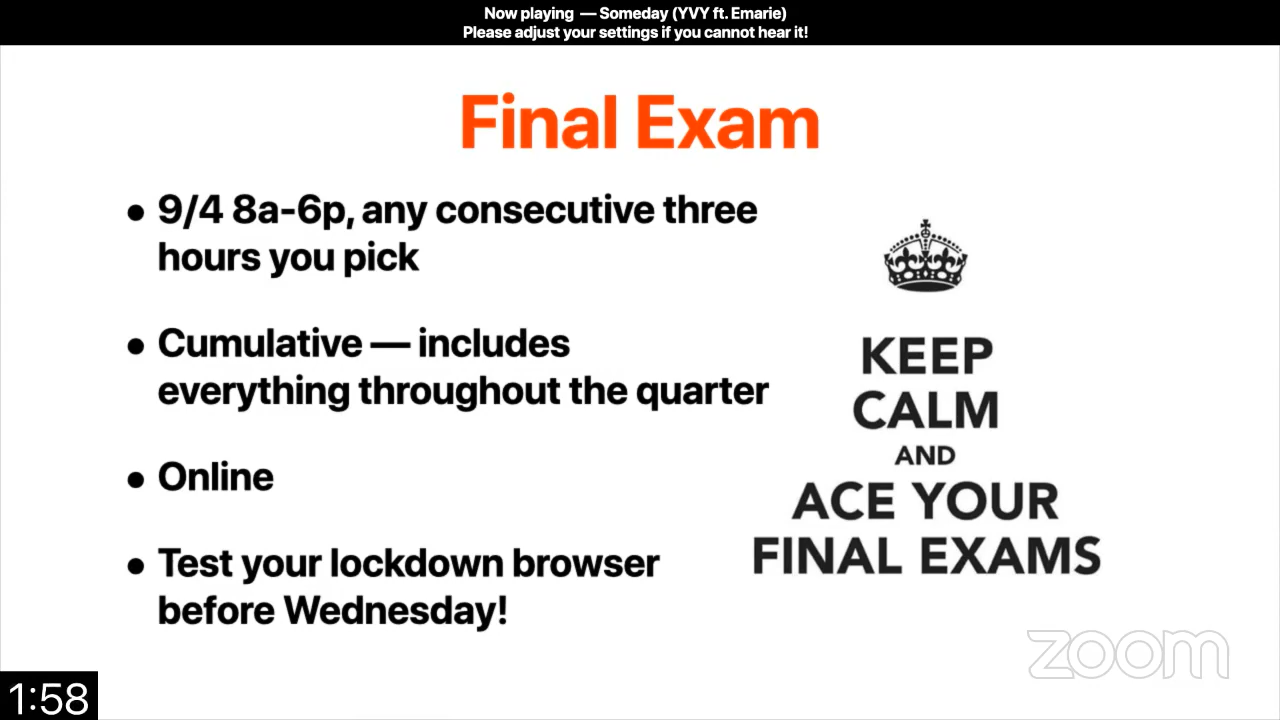 Now playing — Someday (YVY ft. Emarie)
Please adjust your settings if you cannot hear it!
Final Exam
• 9/4 8a-6p, any consecutive three
hours you pick
• Cumulative — includes
everything throughout the quarter
• Online
• Test your lockdown browser
before Wednesday!
KEEP
CALM
AND
ACE YOUR
FINAL EXAMS
zoom
1:58